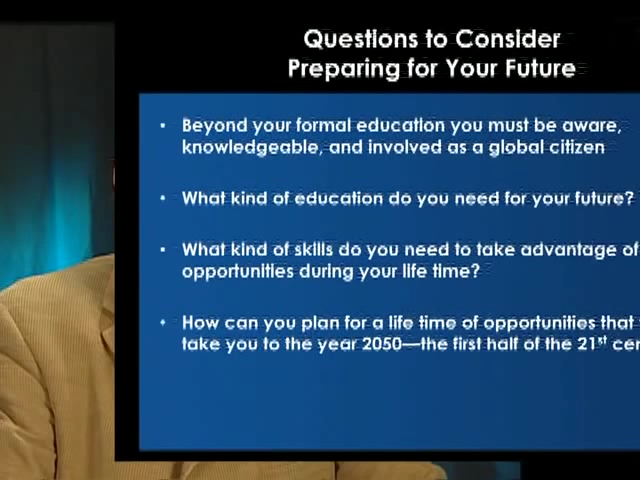 Questions to Consider
Preparing for Your Future
• Beyond your formal education you must be aware,
knowledgeable, and involved as a global citizen
• What kind of education do you need for your future?
• What kind of skills do you need to take advantage of
opportunities during your life time?
• How can you plan for a life time of opportunities that
take you to the year 2050—the first half of the 21st